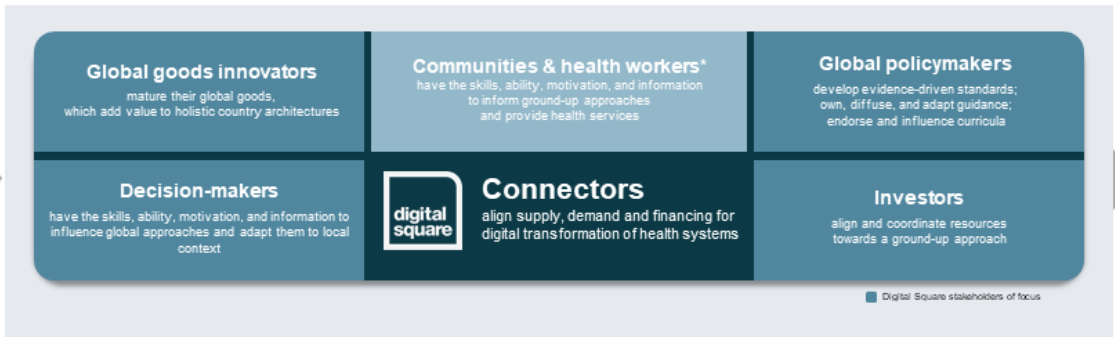 Global goods innovators
mature their global goods,
which add value to holistic country architectures
Communities & health workers*
have the skills, ability, motivation, and information
to inform ground-up approaches
and provide health services
Global policymakers
develop evidence-driven standards;
own, diffuse, and adapt guidance;
endorse and influence curricula
Decision-makers
have the skills, ability, motivation, and information to
influence global approaches and adapt them to local
context
digital
square
Connectors
align supply, demand and financing for
digital transformation of health systems
Investors
align and coordinate resources
towards a ground-up approach
Digital Square stakeholders of focus